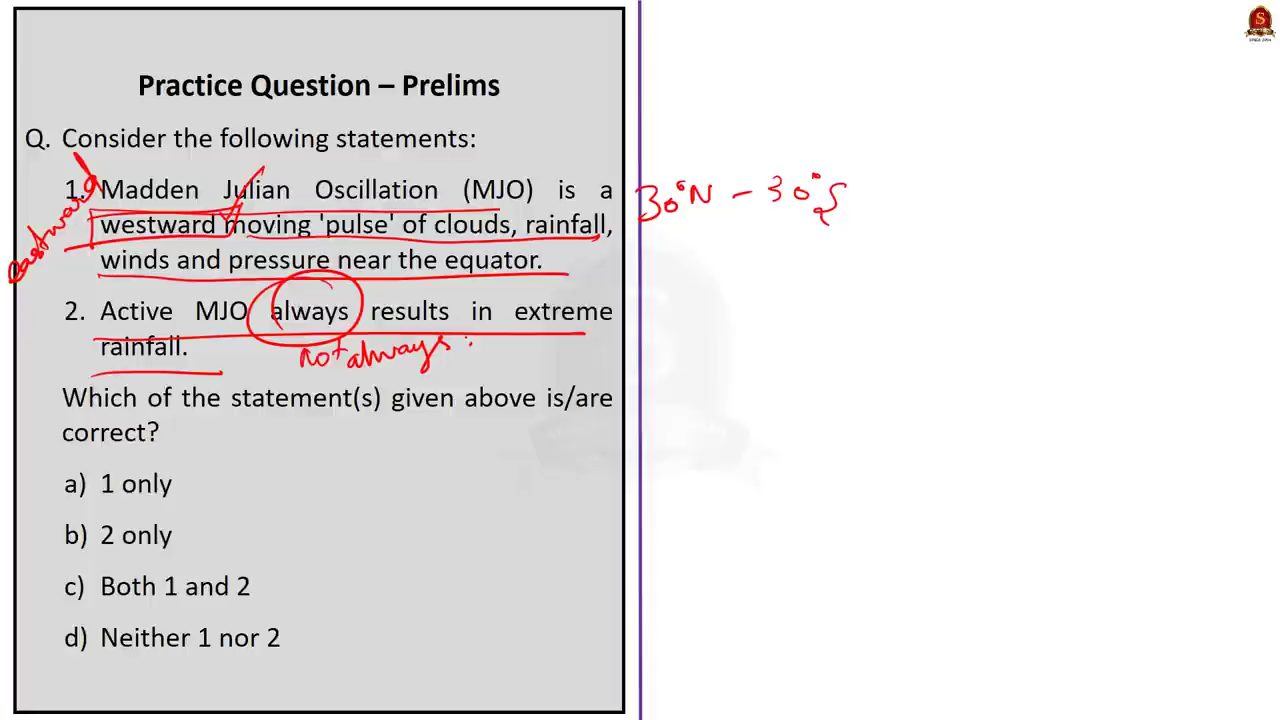 Practice Question – Prelims
Q. Consider the following statements:
1. Madden Julian Oscillation (MJO) is a
westward moving 'pulse' of clouds, rainfall,
winds and pressure near the equator.
eastward
30°N - 30°S
2. Active MJO always results in extreme
rainfall.
not always
Which of the statement(s) given above is/are
correct?
a) 1 only
b) 2 only
c) Both 1 and 2
d) Neither 1 nor 2
S